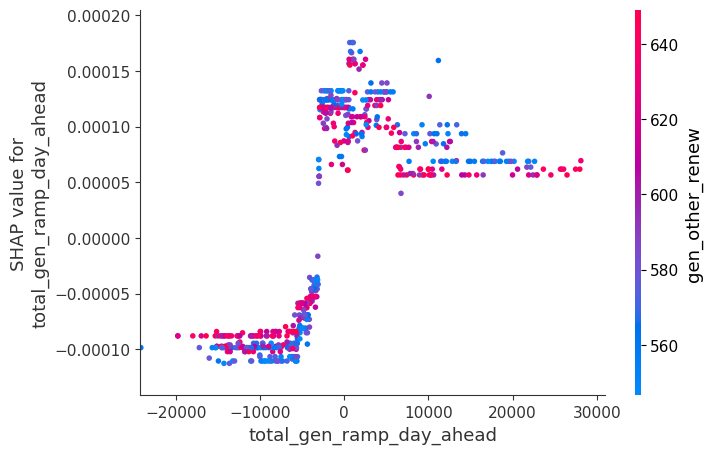 0.00020
0.00015
0.00010
0.00005
0.00000
−0.00005
−0.00010
SHAP value for
total_gen_ramp_day_ahead
−20000 −10000 0 10000 20000 30000
total_gen_ramp_day_ahead
640
620
600
580
560
gen_other_renew